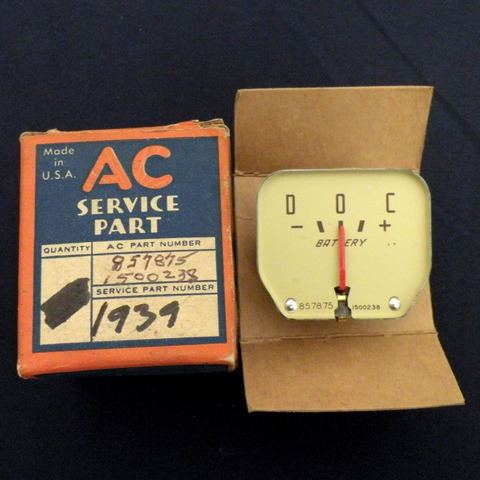 Made
in
U.S.A.
AC
SERVICE
PART
QUANTITY
AC PART NUMBER
857875
1500238
SERVICE PART NUMBER
1939
D O C
- +
BATTERY
857875 1500238